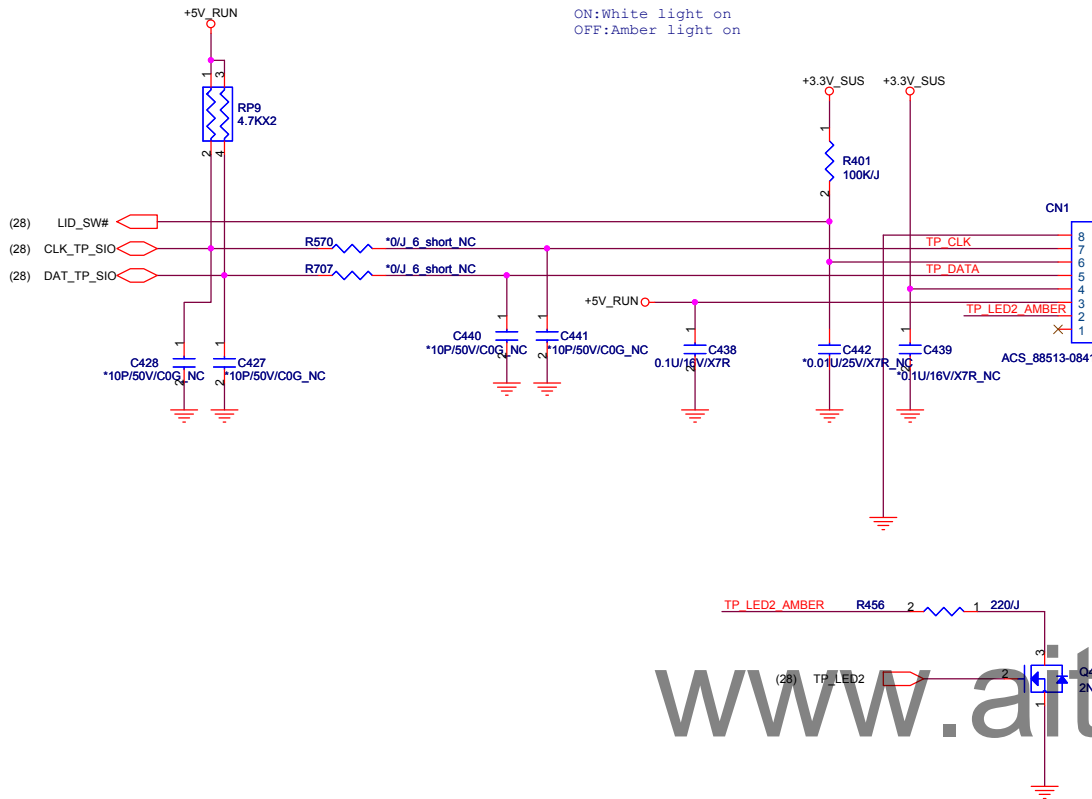 ON:White light on
OFF:Amber light on
+5V_RUN
1
3
RP9
4.7KX2
2
4
+3.3V_SUS
+3.3V_SUS
1
R401
100K/J
2
CN1
(28) LID_SW#
(28) CLK_TP_SIO
R570
*0/J_6_short_NC
TP_CLK
(28) DAT_TP_SIO
R707
*0/J_6_short_NC
TP_DATA
8
7
6
5
4
3
2
1
+5V_RUN
TP_LED2_AMBER
ACS_88513-0841
1
C428
*10P/50V/C0G_NC
2
1
C427
*10P/50V/C0G_NC
2
1
C440
*10P/50V/C0G_NC
2
1
C441
*10P/50V/C0G_NC
2
1
C438
0.1U/16V/X7R
2
1
C442
*0.01U/25V/X7R_NC
2
1
C439
*0.1U/16V/X7R_NC
2
TP_LED2_AMBER
R456
2
1
220/J
3
(28) TP_LED2
2
1
Q4
2N
www.ait